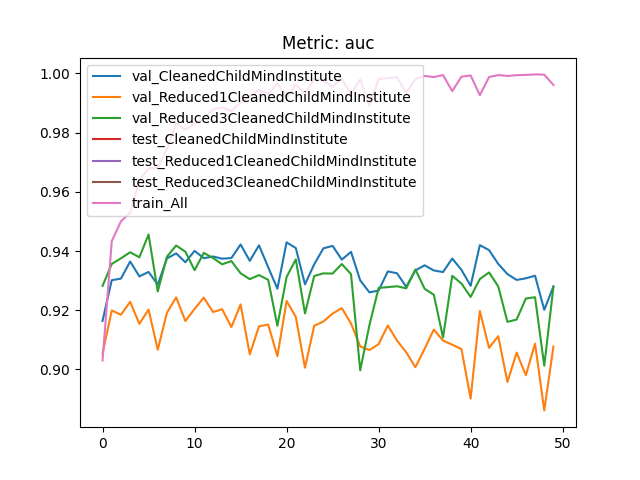 Metric: auc
1.00
0.98
0.96
0.94
0.92
0.90
val_CleanedChildMindInstitute
val_Reduced1CleanedChildMindInstitute
val_Reduced3CleanedChildMindInstitute
test_CleanedChildMindInstitute
test_Reduced1CleanedChildMindInstitute
test_Reduced3CleanedChildMindInstitute
train_All
0 10 20 30 40 50